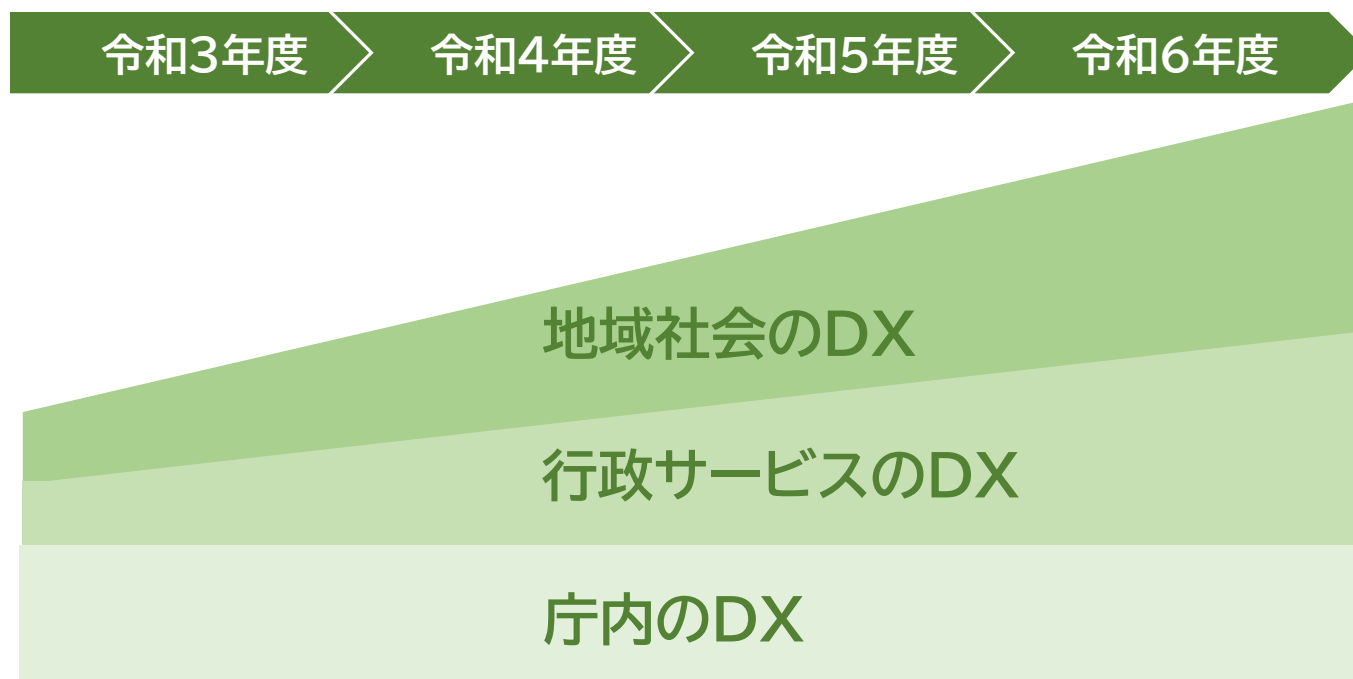 令和3年度
令和4年度
令和5年度
令和6年度
地域社会のDX
行政サービスのDX
庁内のDX